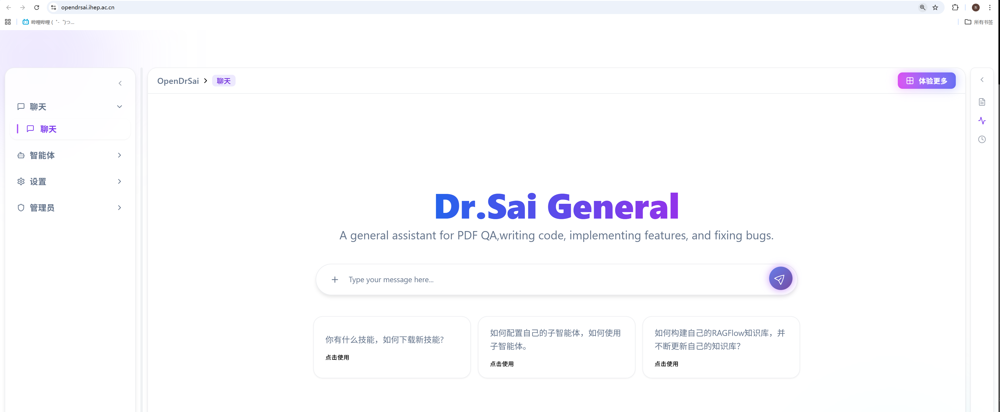 opendrsai.ihep.ac.cn
东
哔哩哔哩 (゜-゜)つ...
所有书签
OpenDrSai
聊天
体验更多
聊天
聊天
智能体
设置
管理员
Dr.Sai General
A general assistant for PDF QA,writing code, implementing features, and fixing bugs.
Type your message here...
你有什么技能，如何下载新技能?
点击使用
如何配置自己的子智能体，如何使用
子智能体。
点击使用
如何构建自己的RAGFlow知识库，并
不断更新自己的知识库?
点击使用